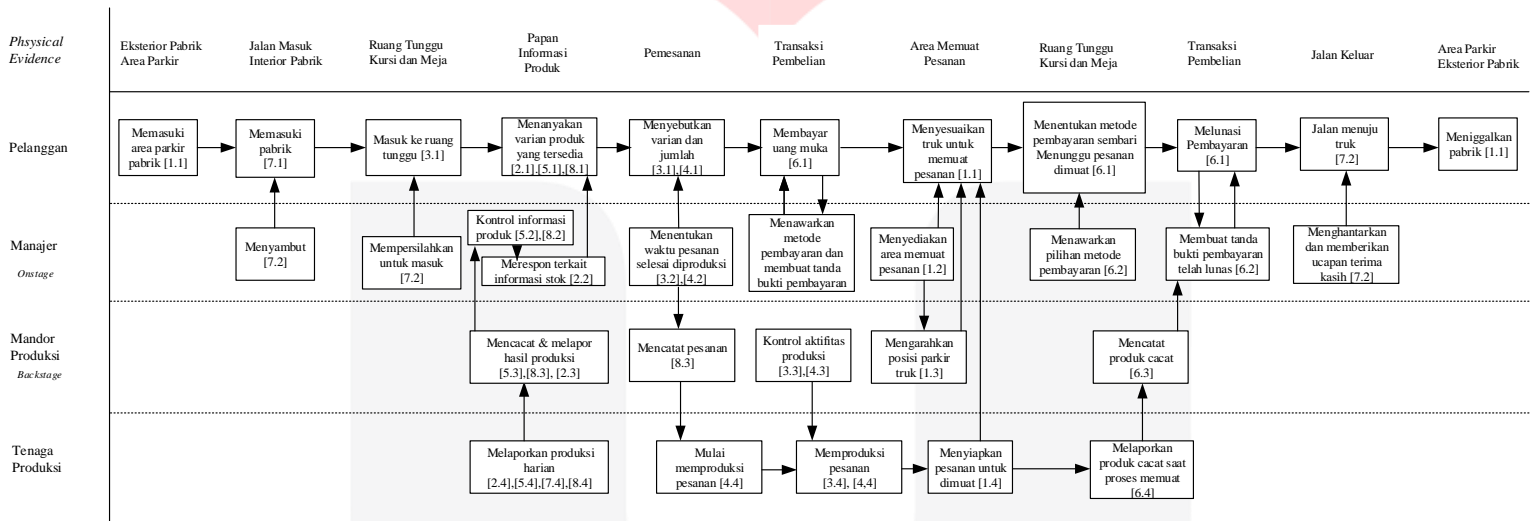 Phsysical
Evidence
Eksterior Pabrik
Area Parkir
Jalan Masuk
Interior Pabrik
Ruang Tunggu
Kursi dan Meja
Papan
Informasi
Produk
Pemesanan
Transaksi
Pembelian
Area Memuat
Pesanan
Ruang Tunggu
Kursi dan Meja
Transaksi
Pembelian
Jalan Keluar
Area Parkir
Eksterior Pabrik
Pelanggan
Memasuki
area parkir
pabrik [1.1]
Memasuki
pabrik
[7.1]
Masuk ke ruang
tunggu [3.1]
Menanyakan
varian produk
yang tersedia
[2.1].[5.1],[8.1]
Menyebutkan
varian dan
jumlah
[3.1],[4.1]
Membayar
uang muka
[6.1]
Menyesuaikan
truk untuk
memuat
pesanan [1.1]
Menentukan metode
pembayaran sembari
Menunggu pesanan
dimuat [6.1]
Melunasi
Pembayaran
[6.1]
Jalan menuju
truk
[7.2]
Meniggalkan
pabrik [1.1]
Manajer
Onstage
Menyambut
[7.2]
Mempersilahkan
untuk masuk
[7.2]
Kontrol informasi
produk [5.2],[8.2]
Merespon terkait
informasi stok [2.2]
Menentukan
waktu pesanan
selesai diproduksi
[3.2],[4.2]
Menawarkan
metode
pembayaran dan
membuat tanda
bukti pembayaran
Menyediakan
area memuat
pesanan [1.2]
Menawarkan
pilihan metode
pembayaran [6.2]
Membuat tanda
bukti pembayaran
telah lunas [6.2]
Menghantarkan
dan memberikan
ucapan terima
kasih [7.2]
Mandor
Produksi
Backstage
Mencacat & melapor
hasil produksi
[5.3],[8.3], [2.3]
Mencatat pesanan
[8.3]
Kontrol aktifitas
produksi
[3.3],[4.3]
Mengarahkan
posisi parkir
truk [1.3]
Mencatat
produk cacat
[6.3]
Tenaga
Produksi
Melaporkan produksi
harian
[2.4],[5.4],[7.4],[8.4]
Mulai
memproduksi
pesanan [4.4]
Memproduksi
pesanan
[3.4], [4,4]
Menyiapkan
pesanan untuk
dimuat [1.4]
Melaporkan
produk cacat saat
proses memuat
[6.4]